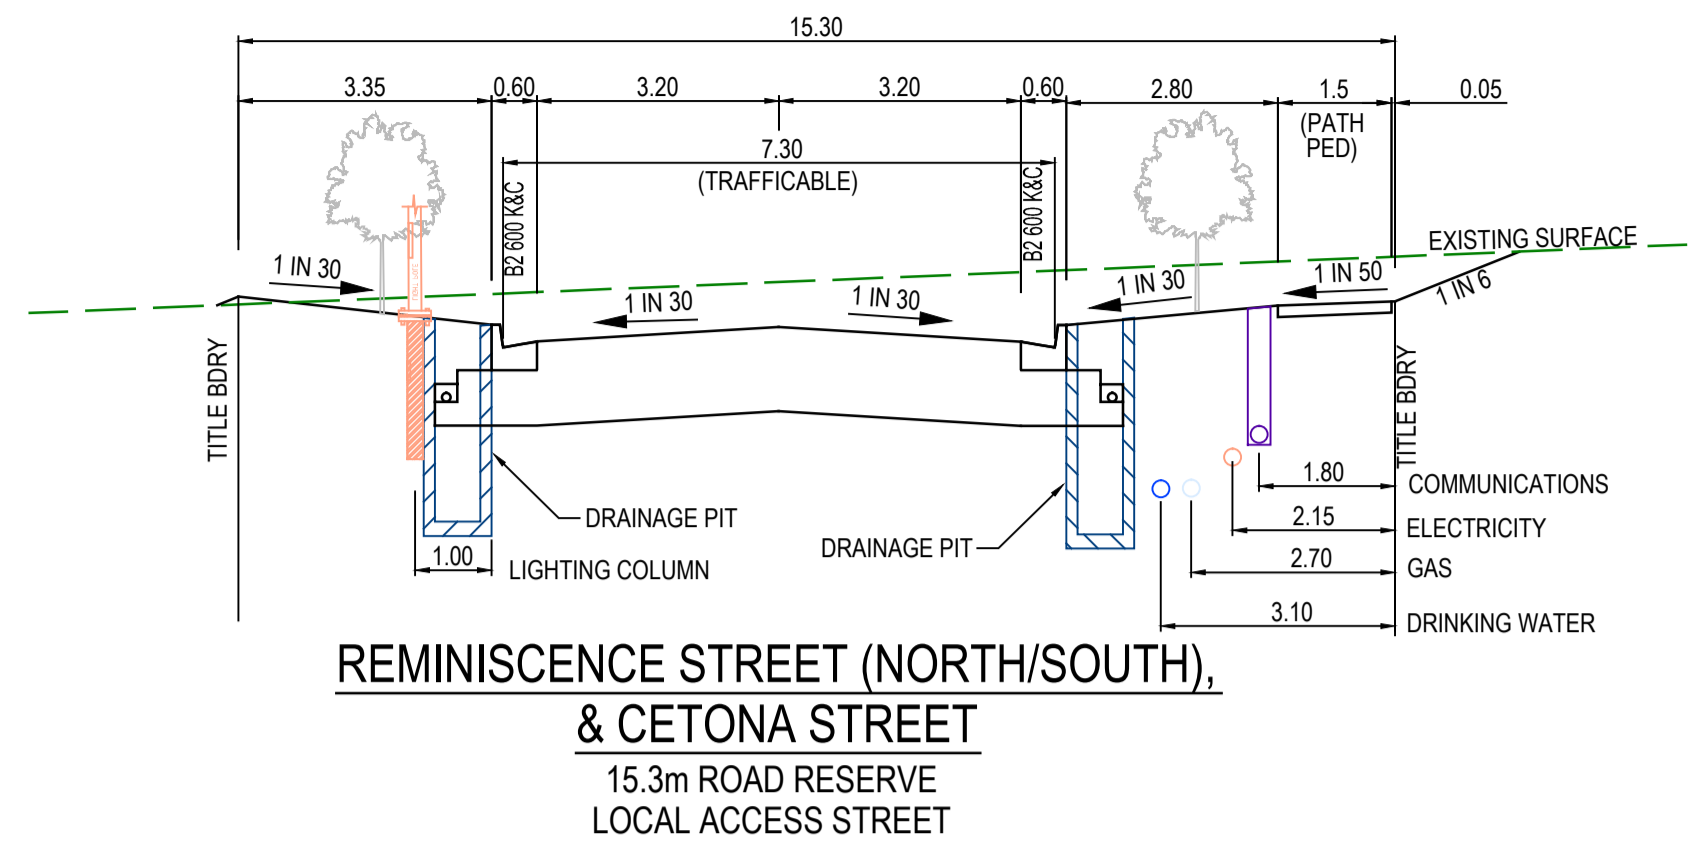 15.30
3.35 0.60 3.20 3.20 0.60 2.80 1.5 0.05
(PATH
PED)
7.30
(TRAFFICABLE)
B2 600 K&C
B2 600 K&C
EXISTING SURFACE
1 IN 30
1 IN 30
1 IN 30
1 IN 30
1 IN 50
1 IN 6
TITLE BDRY
TITLE BDRY
1.80 COMMUNICATIONS
DRAINAGE PIT
2.15 ELECTRICITY
DRAINAGE PIT
1.00 LIGHTING COLUMN
2.70 GAS
3.10 DRINKING WATER
REMINISCENCE STREET (NORTH/SOUTH),
& CETONA STREET
15.3m ROAD RESERVE
LOCAL ACCESS STREET